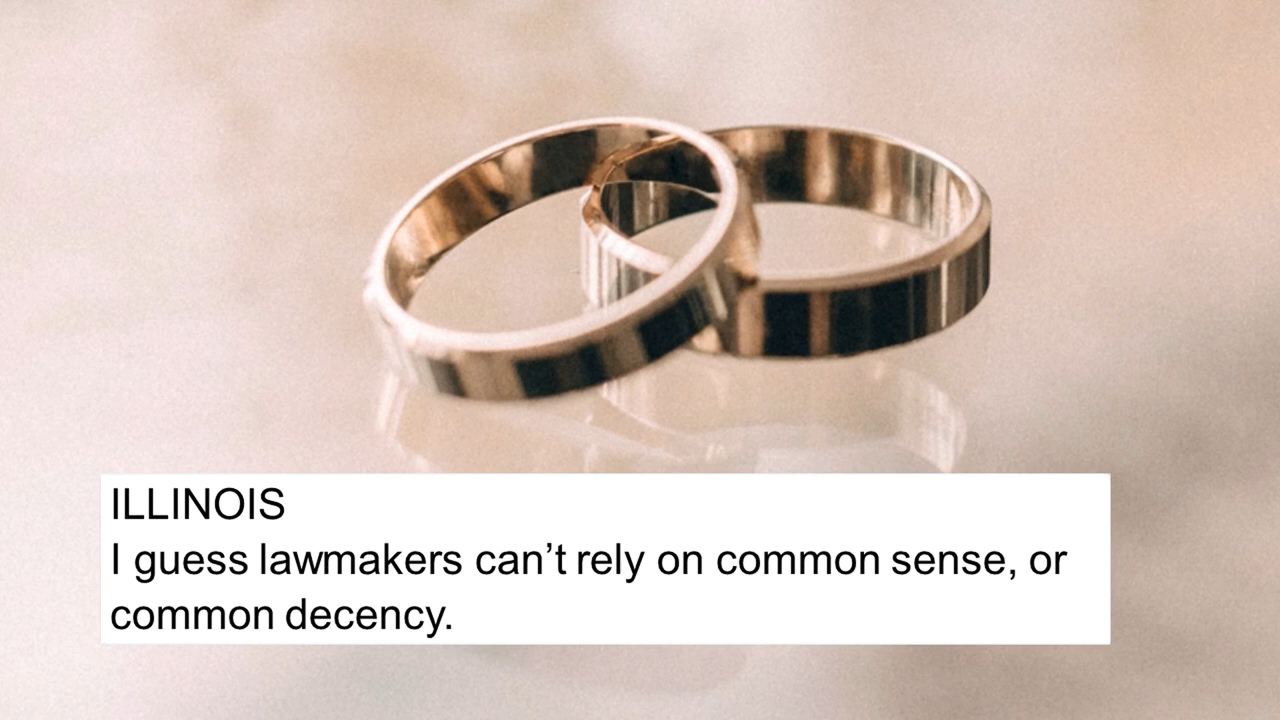 ILLINOIS
I guess lawmakers can’t rely on common sense, or
common decency.